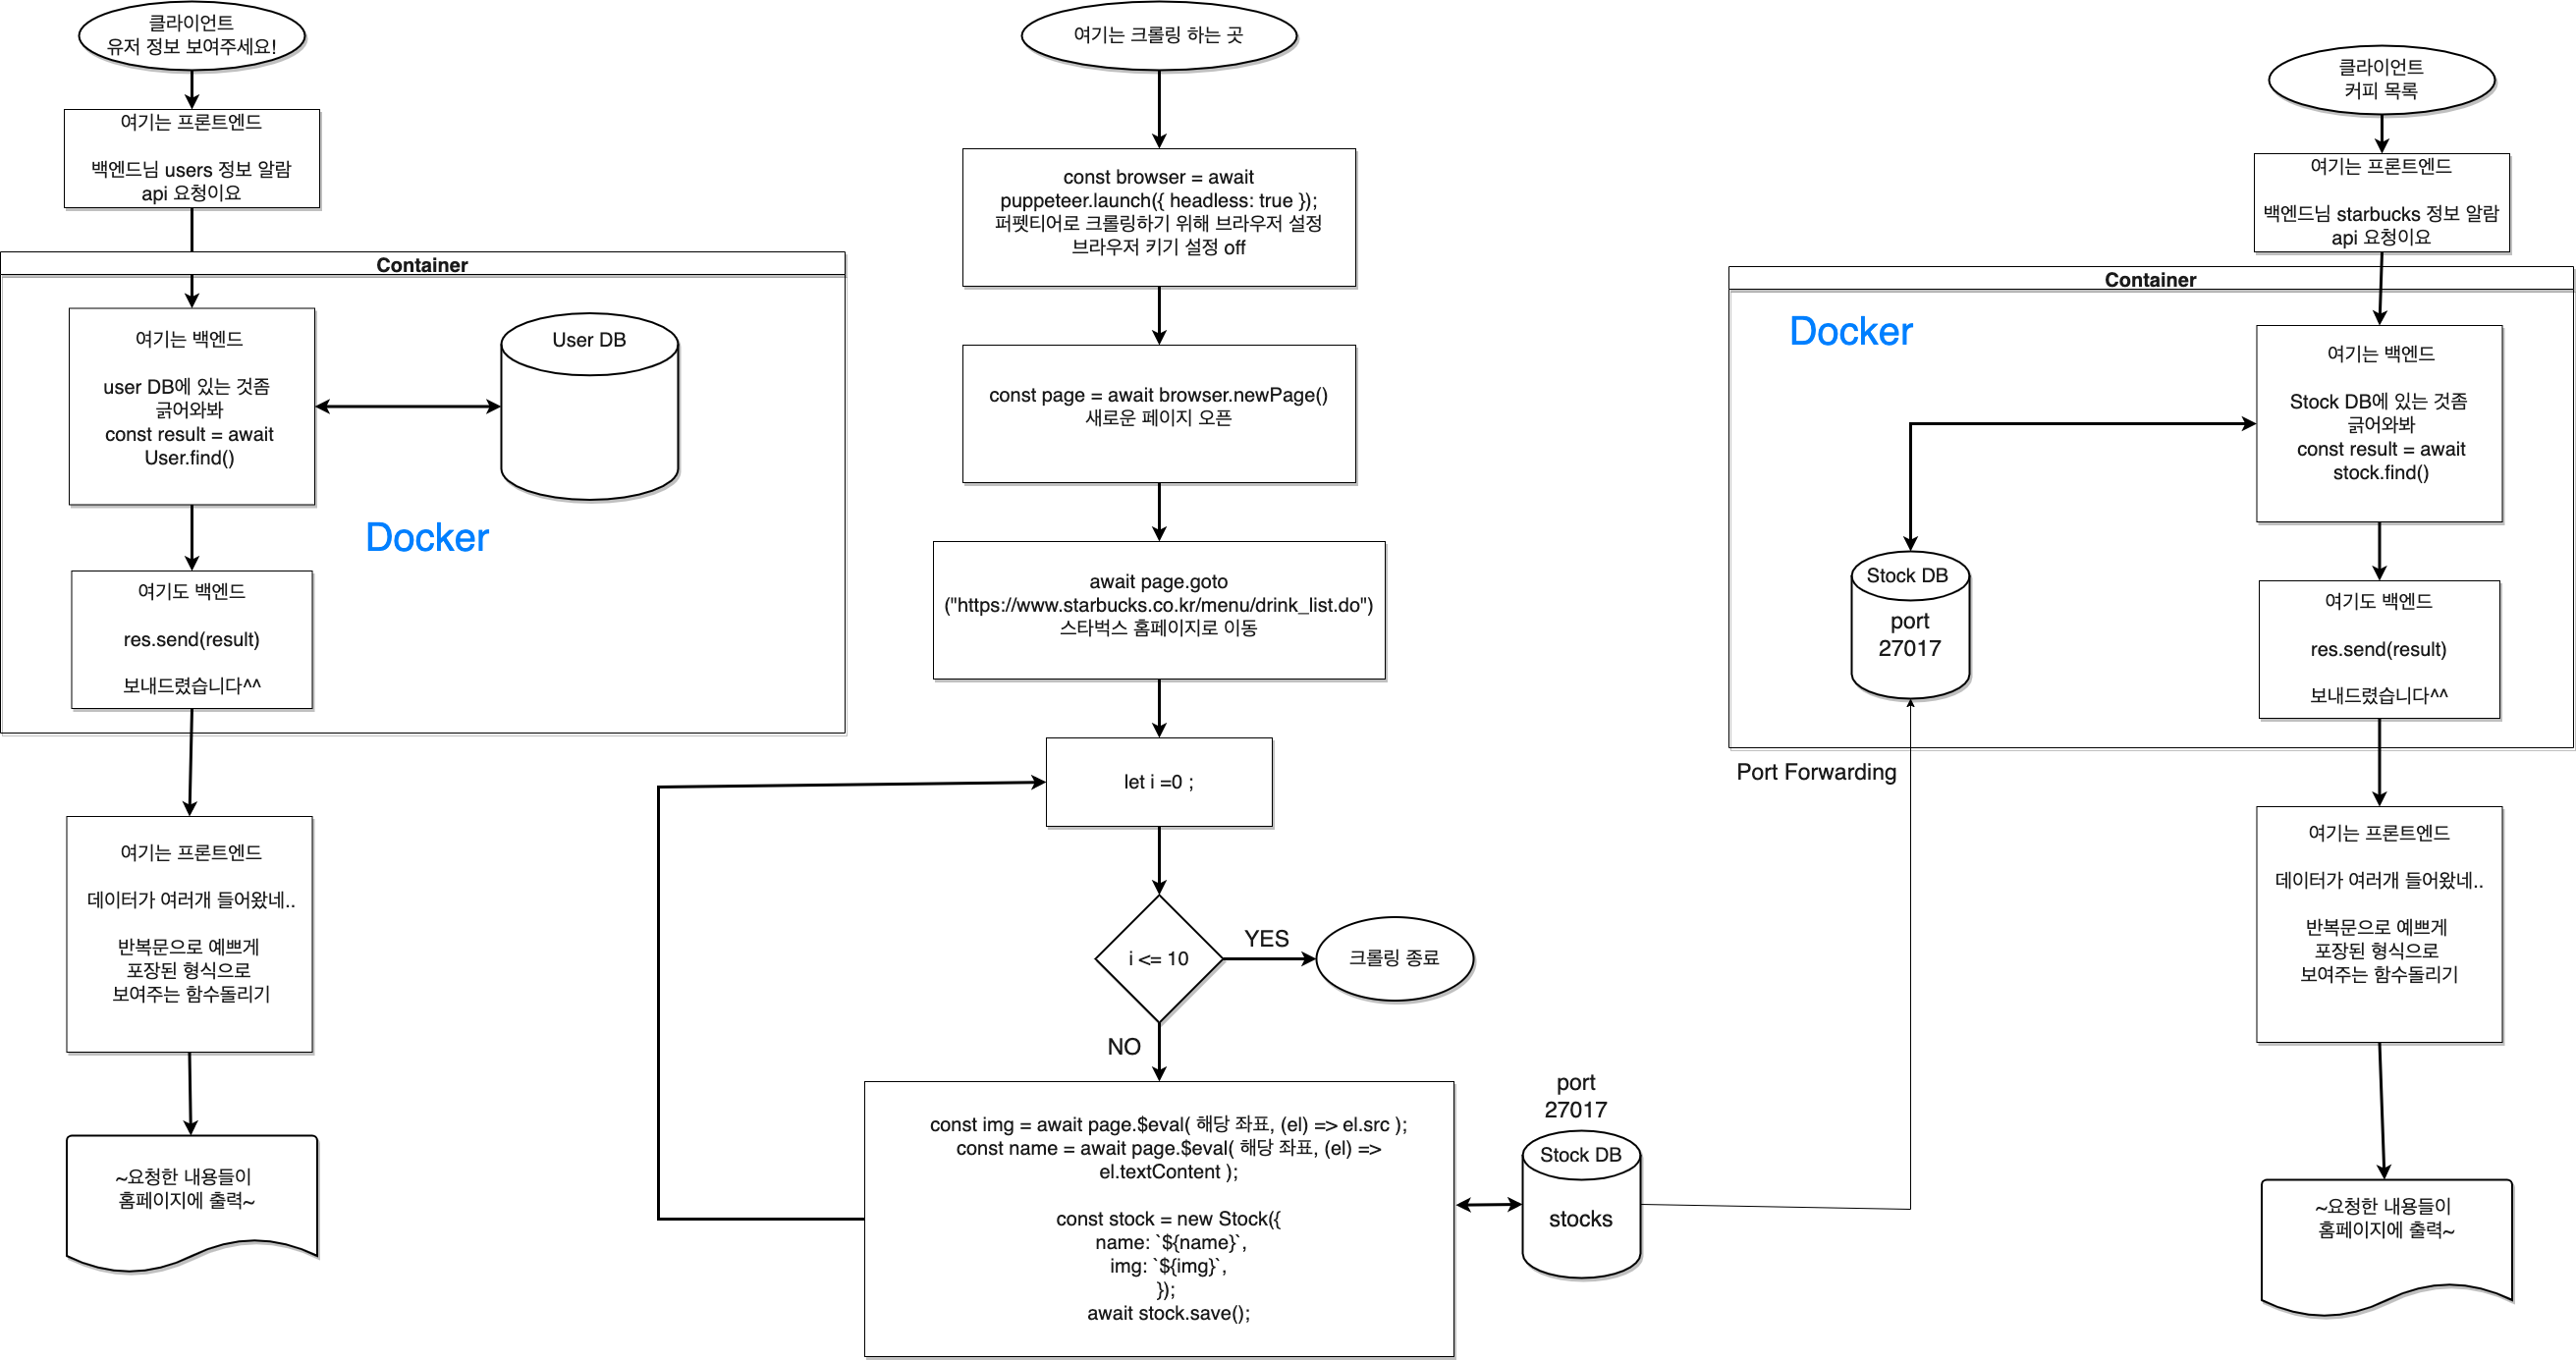 클라이언트
유저 정보 보여주세요!
여기는 프론트엔드
백엔드님 users 정보 알람
api 요청이요
Container
여기는 백엔드
user DB에 있는 것좀
긁어와봐
const result = await
User.find()
User DB
Docker
여기도 백엔드
res.send(result)
보내드렸습니다^^
여기는 프론트엔드
데이터가 여러개 들어왔네..
반복문으로 예쁘게
포장된 형식으로
보여주는 함수돌리기
~요청한 내용들이
홈페이지에 출력~
여기는 크롤링 하는 곳
const browser = await
puppeteer.launch({ headless: true });
퍼펫티어로 크롤링하기 위해 브라우저 설정
브라우저 키기 설정 off
const page = await browser.newPage()
새로운 페이지 오픈
await page.goto
("https://www.starbucks.co.kr/menu/drink_list.do")
스타벅스 홈페이지로 이동
let i =0 ;
i <= 10
YES
크롤링 종료
NO
const img = await page.$eval( 해당 좌표, (el) => el.src );
const name = await page.$eval( 해당 좌표, (el) =>
el.textContent );
const stock = new Stock({
name: `${name}`,
img: `${img}`,
});
await stock.save();
port
27017
Stock DB
stocks
클라이언트
커피 목록
여기는 프론트엔드
백엔드님 starbucks 정보 알람
api 요청이요
Container
Docker
여기는 백엔드
Stock DB에 있는 것좀
긁어와봐
const result = await
stock.find()
Stock DB
port
27017
Port Forwarding
여기도 백엔드
res.send(result)
보내드렸습니다^^
여기는 프론트엔드
데이터가 여러개 들어왔네..
반복문으로 예쁘게
포장된 형식으로
보여주는 함수돌리기
~요청한 내용들이
홈페이지에 출력~